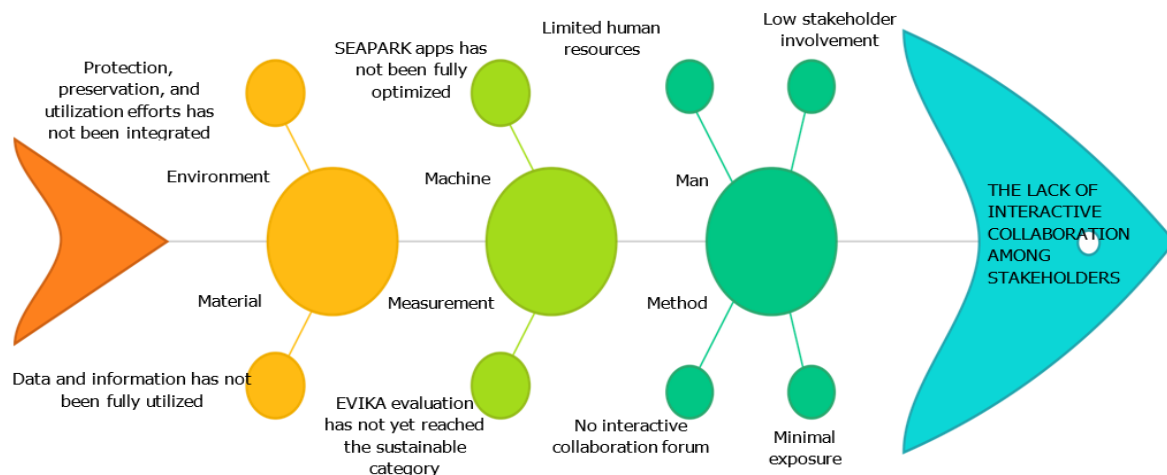 Protection,
preservation, and
utilization efforts has
not been integrated
SEAPARK apps has
not been fully
optimized
Limited human
resources
Low stakeholder
involvement
Environment
Machine
Man
THE LACK OF
INTERACTIVE
COLLABORATION
AMONG
STAKEHOLDERS
Material
Measurement
Method
Data and information has not
been fully utilized
EVIKA evaluation
has not yet reached
the sustainable
category
No interactive
collaboration forum
Minimal
exposure